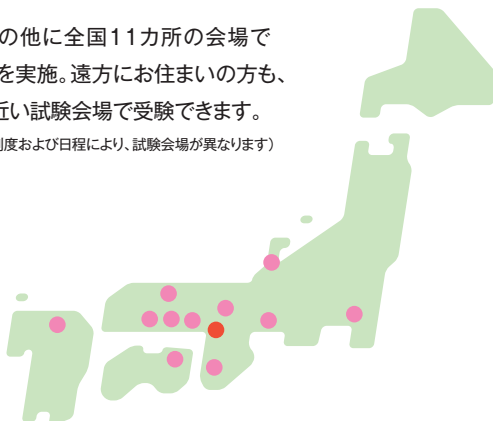 の他に全国11カ所の会場で
を実施。遠方にお住まいの方も、
近い試験会場で受験できます。
制度および日程により、試験会場が異なります）